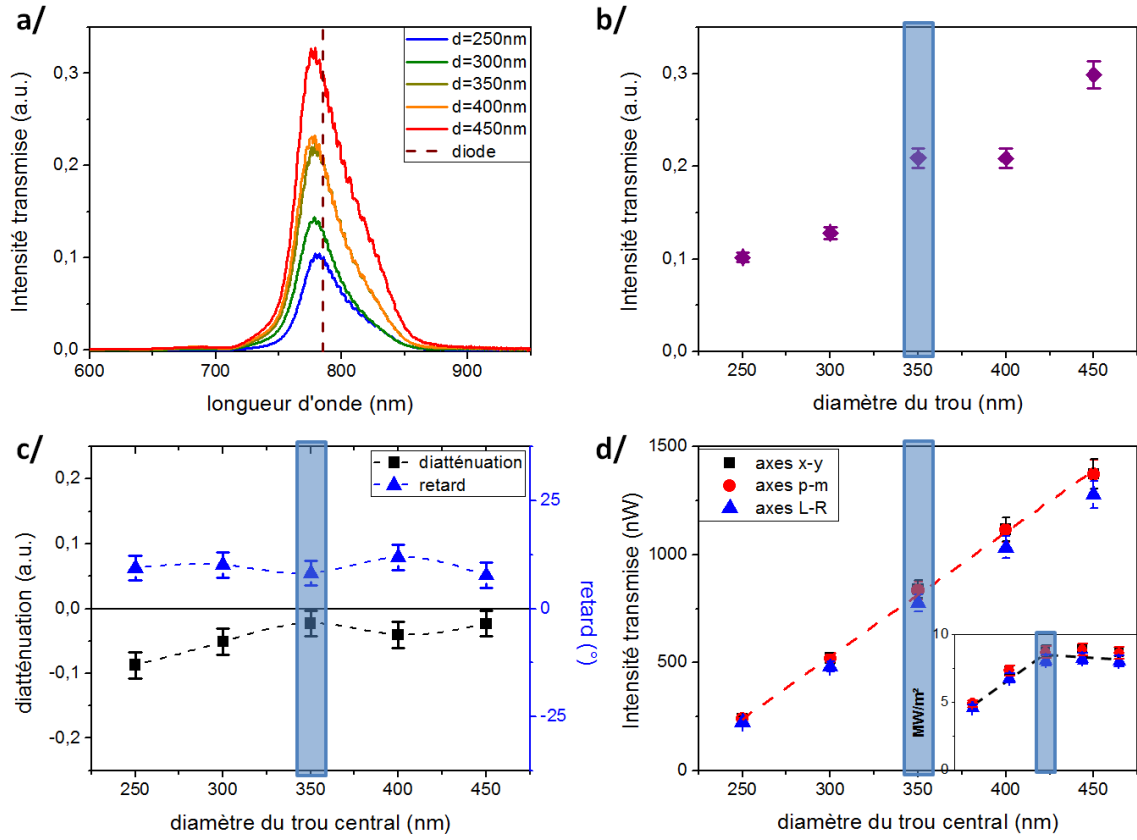 a/
Intensité transmise (a.u.)
0,3
0,2
0,1
0,0
600
700
800
900
longueur d'onde (nm)
d=250nm
d=300nm
d=350nm
d=400nm
d=450nm
diode
b/
Intensité transmise (a.u.)
0,3
0,2
0,1
0,0
250
300
350
400
450
diamètre du trou (nm)
c/
diatténuation (a.u.)
0,2
0,1
0,0
-0,1
-0,2
diatténuation
retard
25
0
-25
retard (°)
250
300
350
400
450
diamètre du trou central (nm)
d/
Intensité transmise (nW)
1500
1250
1000
750
500
250
0
axes x-y
axes p-m
axes L-R
MW/m²
10
5
0
250
300
350
400
450
diamètre du trou central (nm)